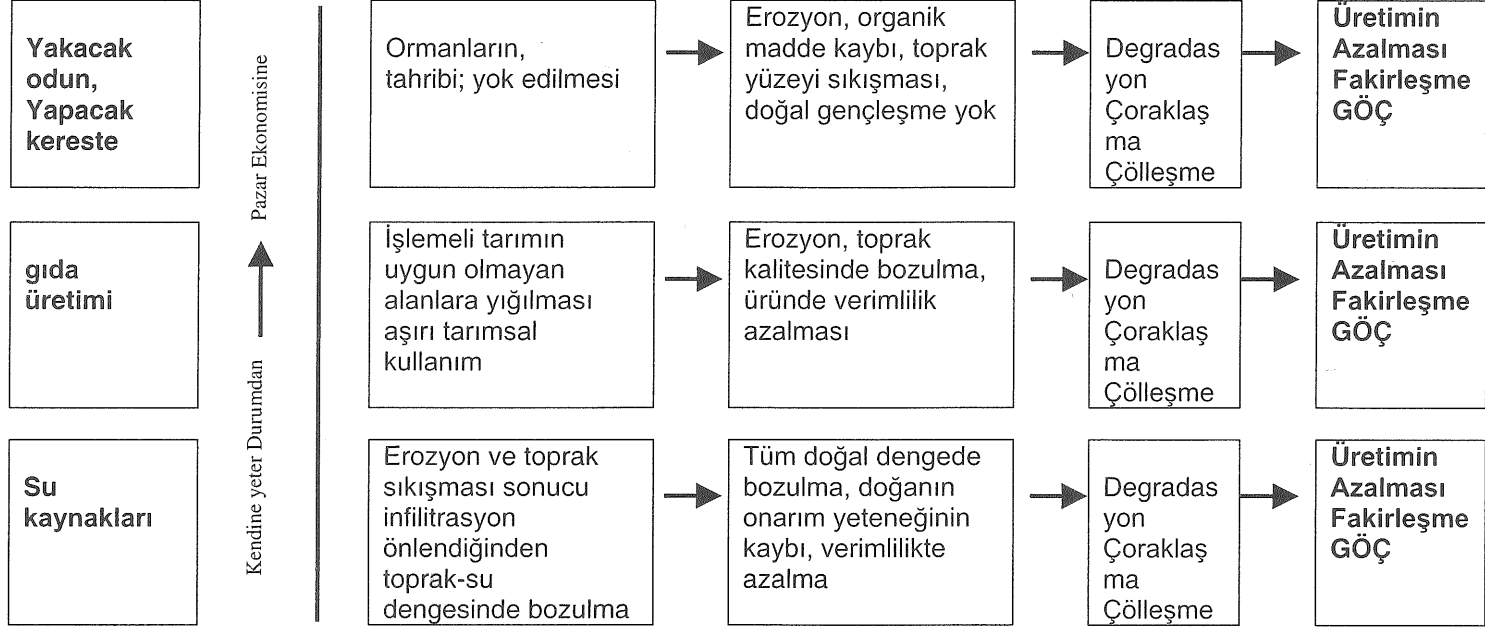 Yakacak
odun,
Yapacak
kereste
Pazar Ekonomisine
Ormanların,
tahribi; yok edilmesi
Erozyon, organik
madde kaybı, toprak
yüzeyi sıkışması,
doğal gençleşme yok
Degradas
yon
Çoraklaş
ma
Çölleşme
Üretimin
Azalması
Fakirleşme
GÖÇ
gıda
üretimi
İşlemeli tarımın
uygun olmayan
alanlara yığılması
aşırı tarımsal
kullanım
Erozyon, toprak
kalitesinde bozulma,
üründe verimlilik
azalması
Degradas
yon
Çoraklaş
ma
Çölleşme
Üretimin
Azalması
Fakirleşme
GÖÇ
Kendine yeter Durumdan
Su
kaynakları
Erozyon ve toprak
sıkışması sonucu
infilitrasyon
önlendiğinden
toprak-su
dengesinde bozulma
Tüm doğal dengede
bozulma, doğanın
onarım yeteneğinin
kaybı, verimlilikte
azalma
Degradas
yon
Çoraklaş
ma
Çölleşme
Üretimin
Azalması
Fakirleşme
GÖÇ